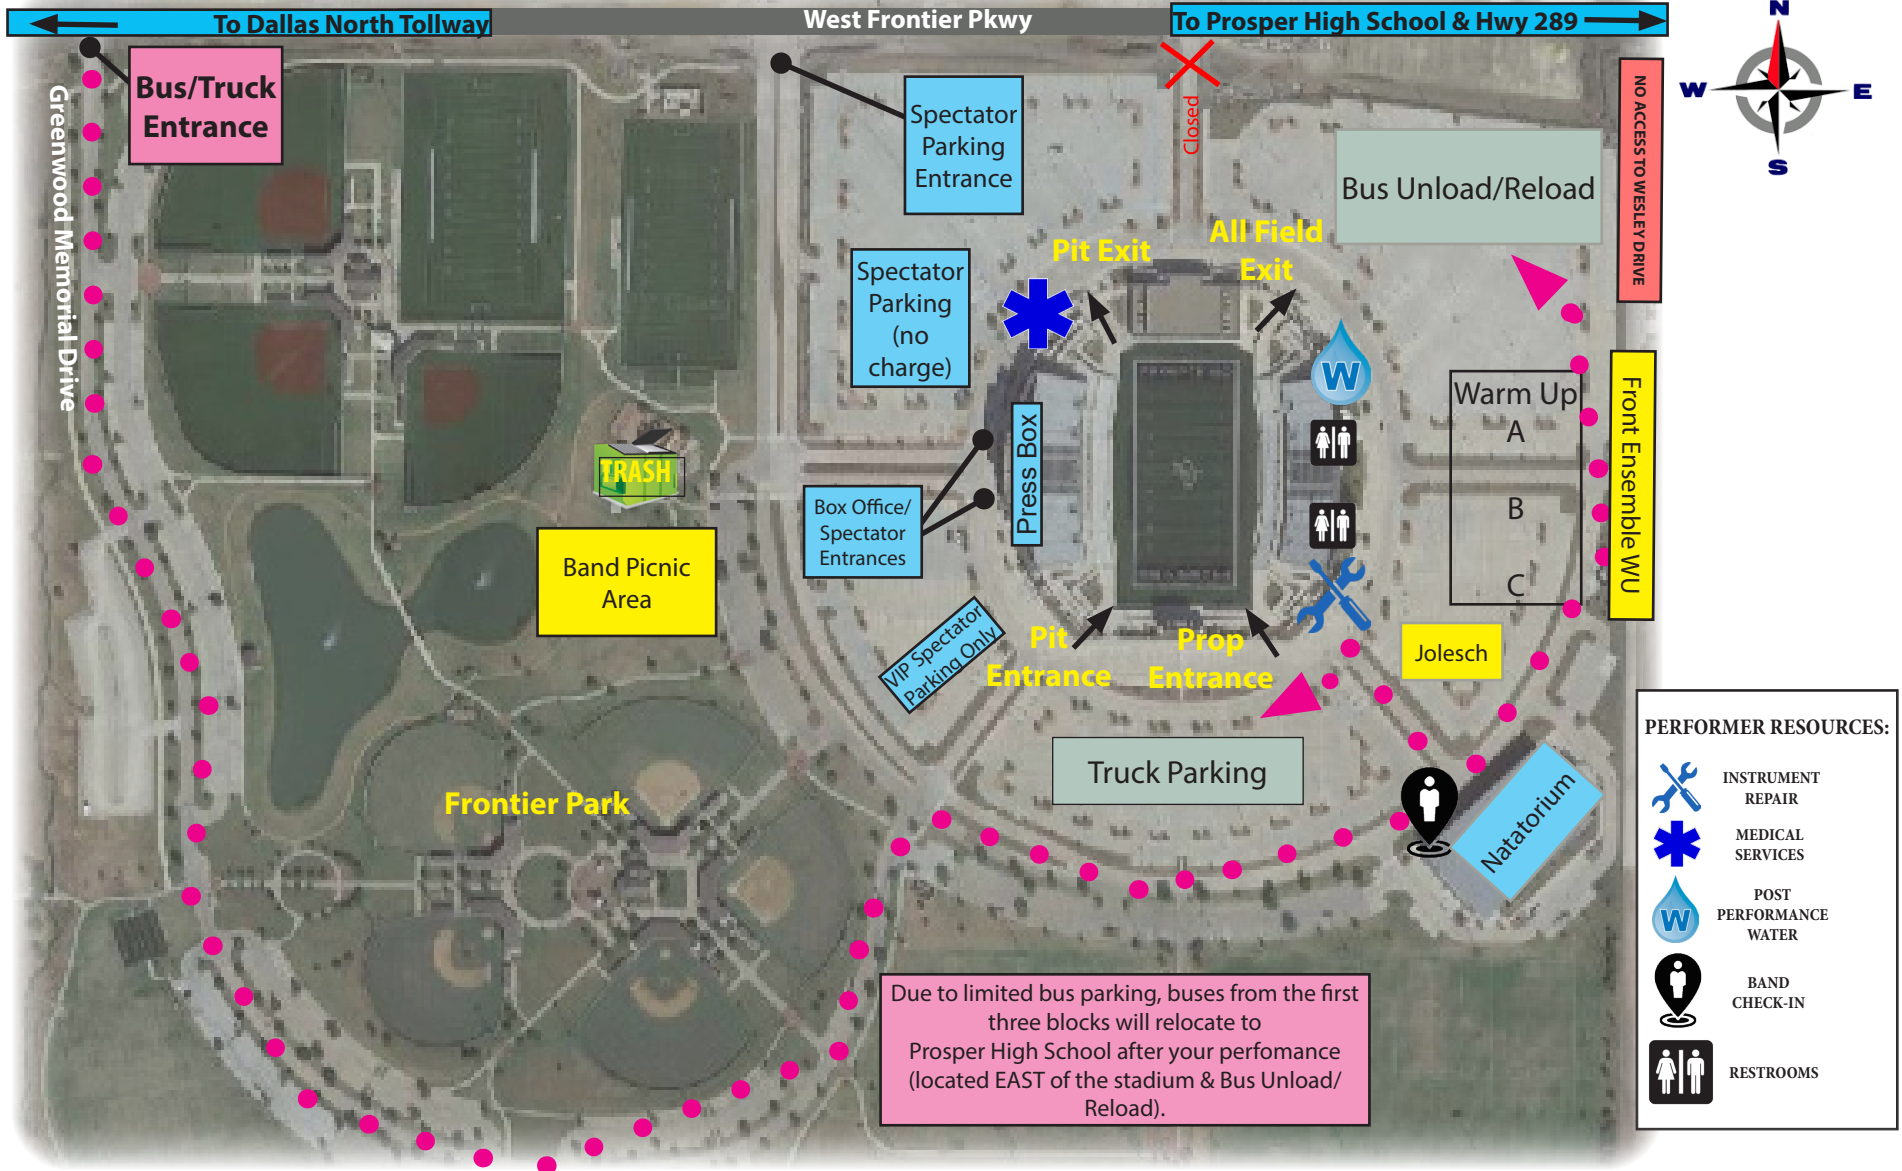 To Dallas North Tollway
West Frontier Pkwy
To Prosper High School & Hwy 289
N
W
E
S
Bus/Truck
Entrance
Greenwood Memorial Drive
Spectator
Parking
Entrance
Closed
Bus Unload/Reload
NO ACCESS TO WESLEY DRIVE
Pit Exit
All Field
Exit
Spectator
Parking
(no
charge)
W
Warm Up
A
B
C
Front Ensemble WU
TRASH
Press Box
Box Office/
Spectator
Entrances
Band Picnic
Area
VIP Spectator
Parking Only
Pit
Entrance
Prop
Entrance
Jolesch
Truck Parking
Natatorium
Frontier Park
Due to limited bus parking, buses from the first
three blocks will relocate to
Prosper High School after your perfomance
(located EAST of the stadium & Bus Unload/
Reload).
PERFORMER RESOURCES:
INSTRUMENT
REPAIR
MEDICAL
SERVICES
W
POST
PERFORMANCE
WATER
BAND
CHECK-IN
RESTROOMS